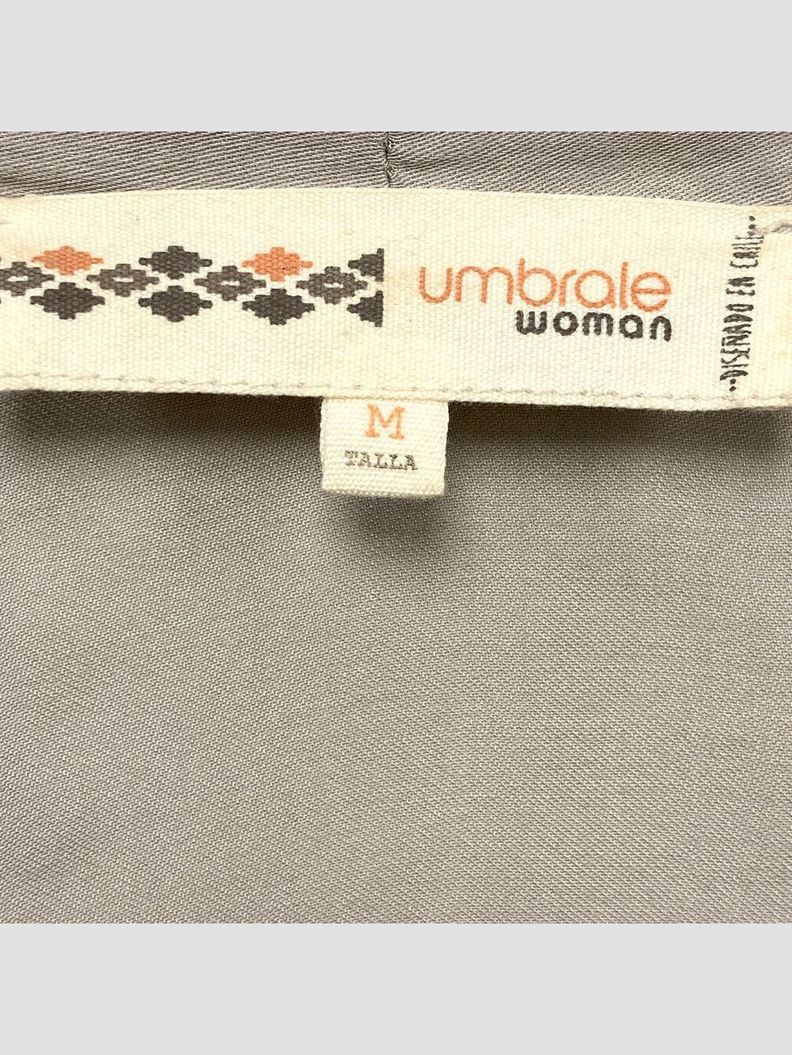 umbrale
woman
...DISEÑADO EN CHILE...
M
TALLA